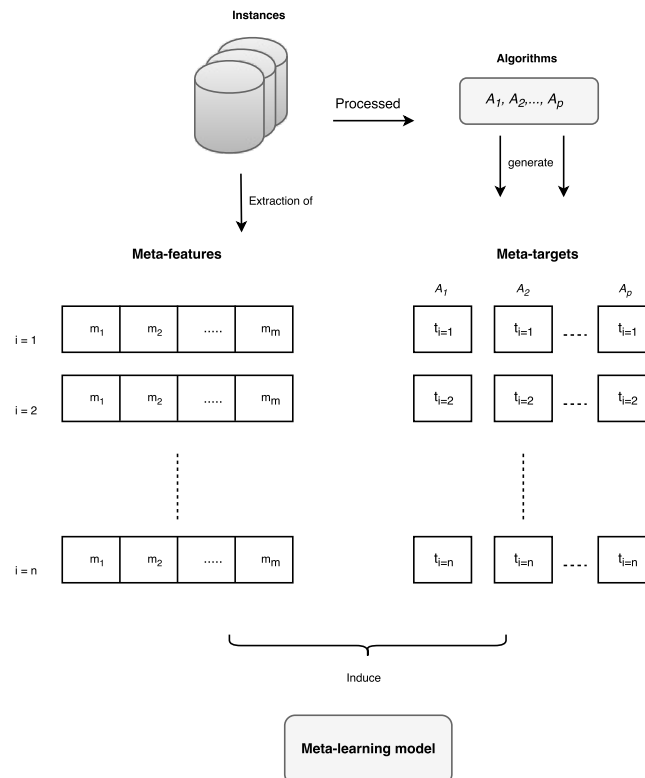 Instances
Algorithms
A1, A2,..., Ap
Processed
generate
Extraction of
Meta-features
Meta-targets
A1 A2 Ap
i = 1 m1 m2 ..... mm ti=1 ti=1 ---- ti=1
i = 2 m1 m2 ..... mm ti=2 ti=2 ---- ti=2
i = n m1 m2 ..... mm ti=n ti=n ---- ti=n
Induce
Meta-learning model